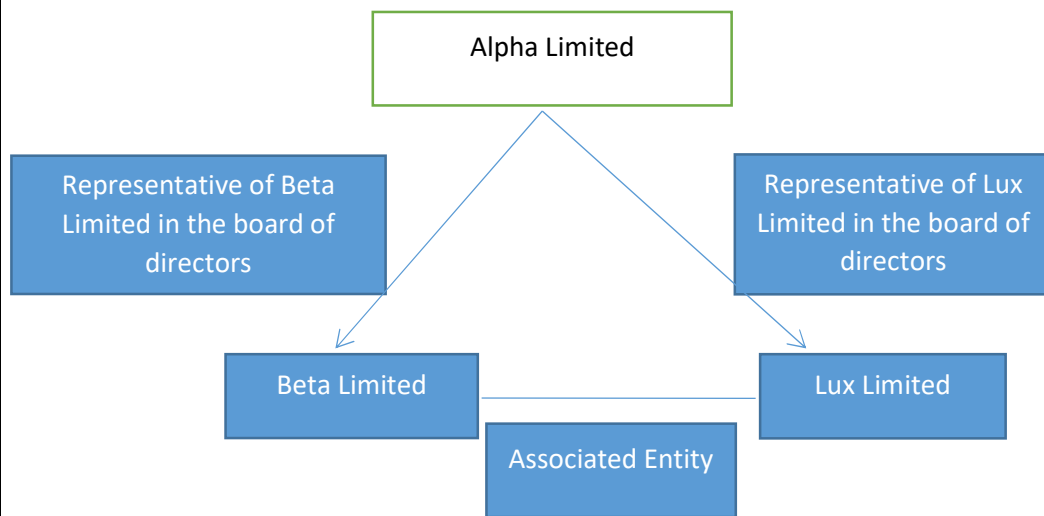 Alpha Limited
Representative of Beta
Limited in the board of
directors
Representative of Lux
Limited in the board of
directors
Beta Limited
Lux Limited
Associated Entity